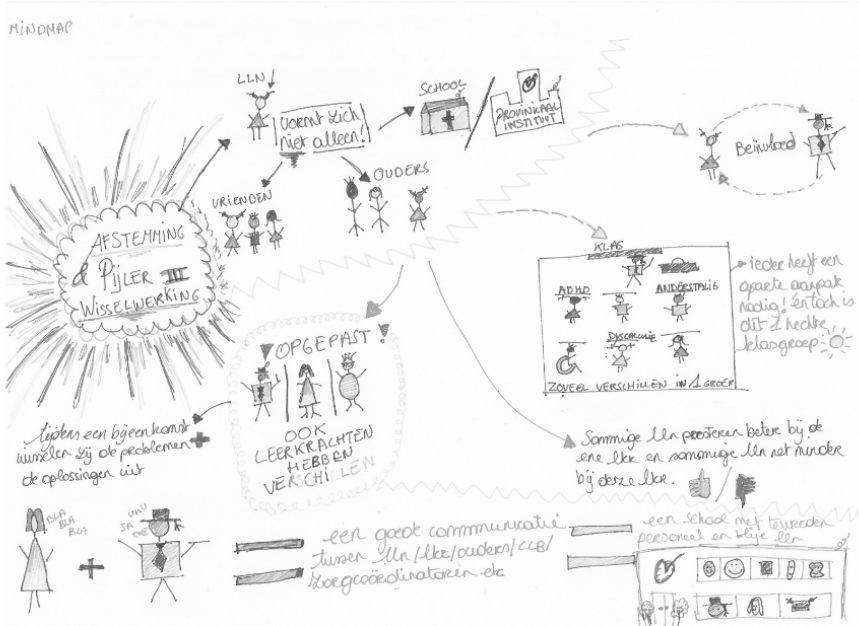 MINDMAP
LLN
VORMT ZICH
NIET ALLEEN!
SCHOOL
PROVINCIAAL
INSTITUUT
VRIENDEN
OUDERS
Beïnvloed
AFSTEMMING
& PIJLER III
WISSELWERKING
KLAS
ADHD
ANDERSTALIG
DYSCALCULIE
ZOVEEL VERSCHILLEN IN 1 GROEP
ieder heeft een
aparte aanpak
nodig! En toch is
dit 1 hechte
klasgroep.
! OPGEPAST !
OOK
LEERKRACHTEN
HEBBEN
VERSCHILLEN
tijdens een bijeenkomst
wisselen zij de problemen +
de oplossingen uit
Sommige lln presteren beter bij de
ene lkr en sommige lln net minder
bij deze lkr.
BLA
BLA
BLA
+
JA
=
een goede communicatie
tussen lln/lkr/ouders/CLB/
zorgcoördinatoren etc
=
een school met tevreden
personeel en blije lln